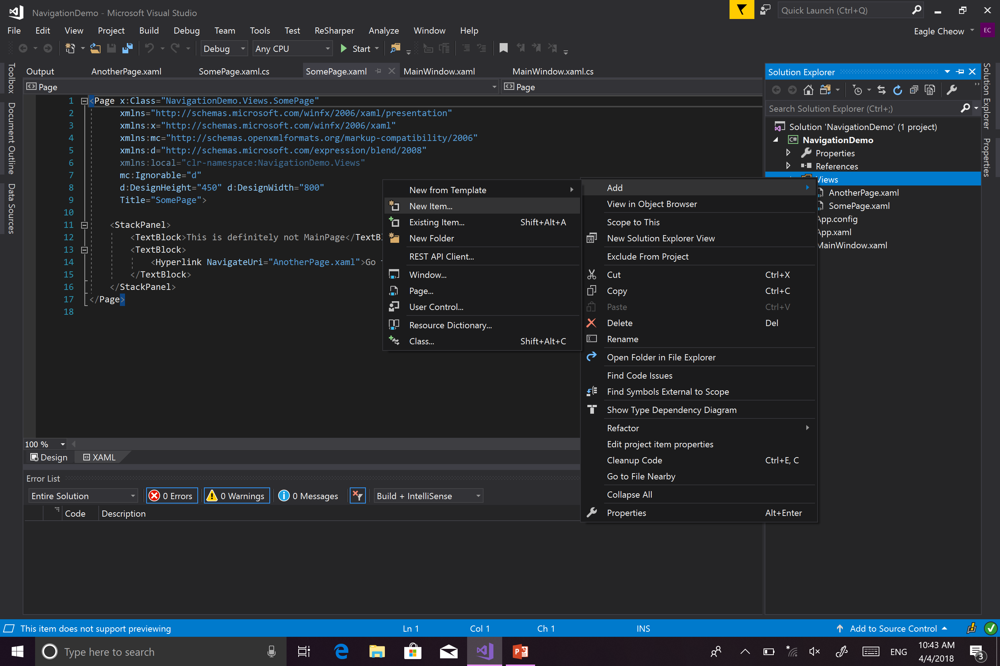 NavigationDemo - Microsoft Visual Studio
Quick Launch (Ctrl+Q)
File Edit View Project Build Debug Team Tools Test ReSharper Analyze Window Help
Eagle Cheow EC
Debug Any CPU Start
Toolbox
Document Outline
Data Sources
Output AnotherPage.xaml SomePage.xaml.cs SomePage.xaml MainWindow.xaml MainWindow.xaml.cs
Page Page
1 <Page x:Class="NavigationDemo.Views.SomePage"
2 xmlns="http://schemas.microsoft.com/winfx/2006/xaml/presentation"
3 xmlns:x="http://schemas.microsoft.com/winfx/2006/xaml"
4 xmlns:mc="http://schemas.openxmlformats.org/markup-compatibility/2006"
5 xmlns:d="http://schemas.microsoft.com/expression/blend/2008"
6 xmlns:local="clr-namespace:NavigationDemo.Views"
7 mc:Ignorable="d"
8 d:DesignHeight="450" d:DesignWidth="800"
9 Title="SomePage">
10
11 <StackPanel>
12 <TextBlock>This is definitely not MainPage</TextBl
13 <TextBlock>
14 <Hyperlink NavigateUri="AnotherPage.xaml">Go
15 </TextBlock>
16 </StackPanel>
17 </Page>
18
New from Template
New Item...
Existing Item... Shift+Alt+A
New Folder
REST API Client...
Window...
Page...
User Control...
Resource Dictionary...
Class... Shift+Alt+C
Add
View in Object Browser
Scope to This
New Solution Explorer View
Exclude From Project
Cut Ctrl+X
Copy Ctrl+C
Paste Ctrl+V
Delete Del
Rename
Open Folder in File Explorer
Find Code Issues
Find Symbols External to Scope
Show Type Dependency Diagram
Refactor
Edit project item properties
Cleanup Code Ctrl+E, C
Go to File Nearby
Collapse All
Properties Alt+Enter
Solution Explorer
Search Solution Explorer (Ctrl+;)
Solution 'NavigationDemo' (1 project)
C# NavigationDemo
Properties
References
Views
AnotherPage.xaml
SomePage.xaml
App.config
App.xaml
MainWindow.xaml
Solution Explorer
Properties
100 %
Design XAML
Error List
Entire Solution 0 Errors 0 Warnings 0 Messages Build + IntelliSense
Code Description
This item does not support previewing Ln 1 Col 1 Ch 1 INS Add to Source Control
Type here to search
ENG
10:43 AM
4/4/2018
3